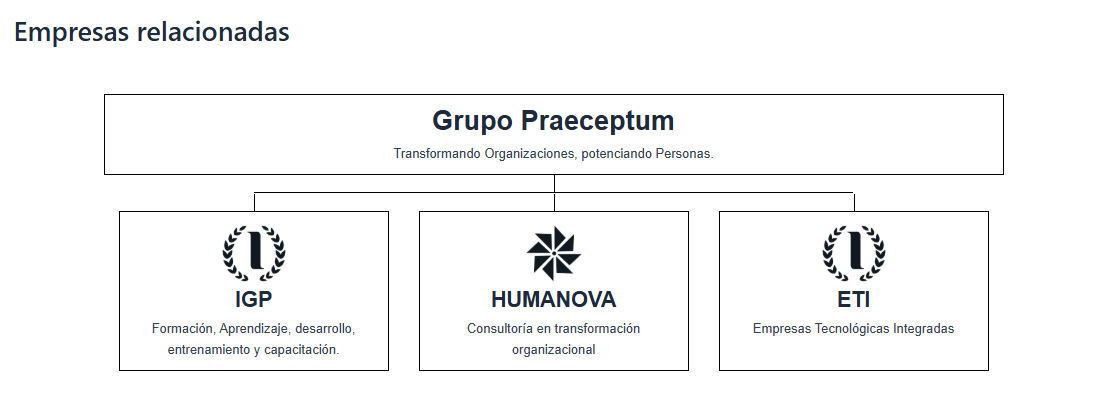 Empresas relacionadas
Grupo Praeceptum
Transformando Organizaciones, potenciando Personas.
IGP
Formación, Aprendizaje, desarrollo,
entrenamiento y capacitación.
HUMANOVA
Consultoría en transformación
organizacional
ETI
Empresas Tecnológicas Integradas